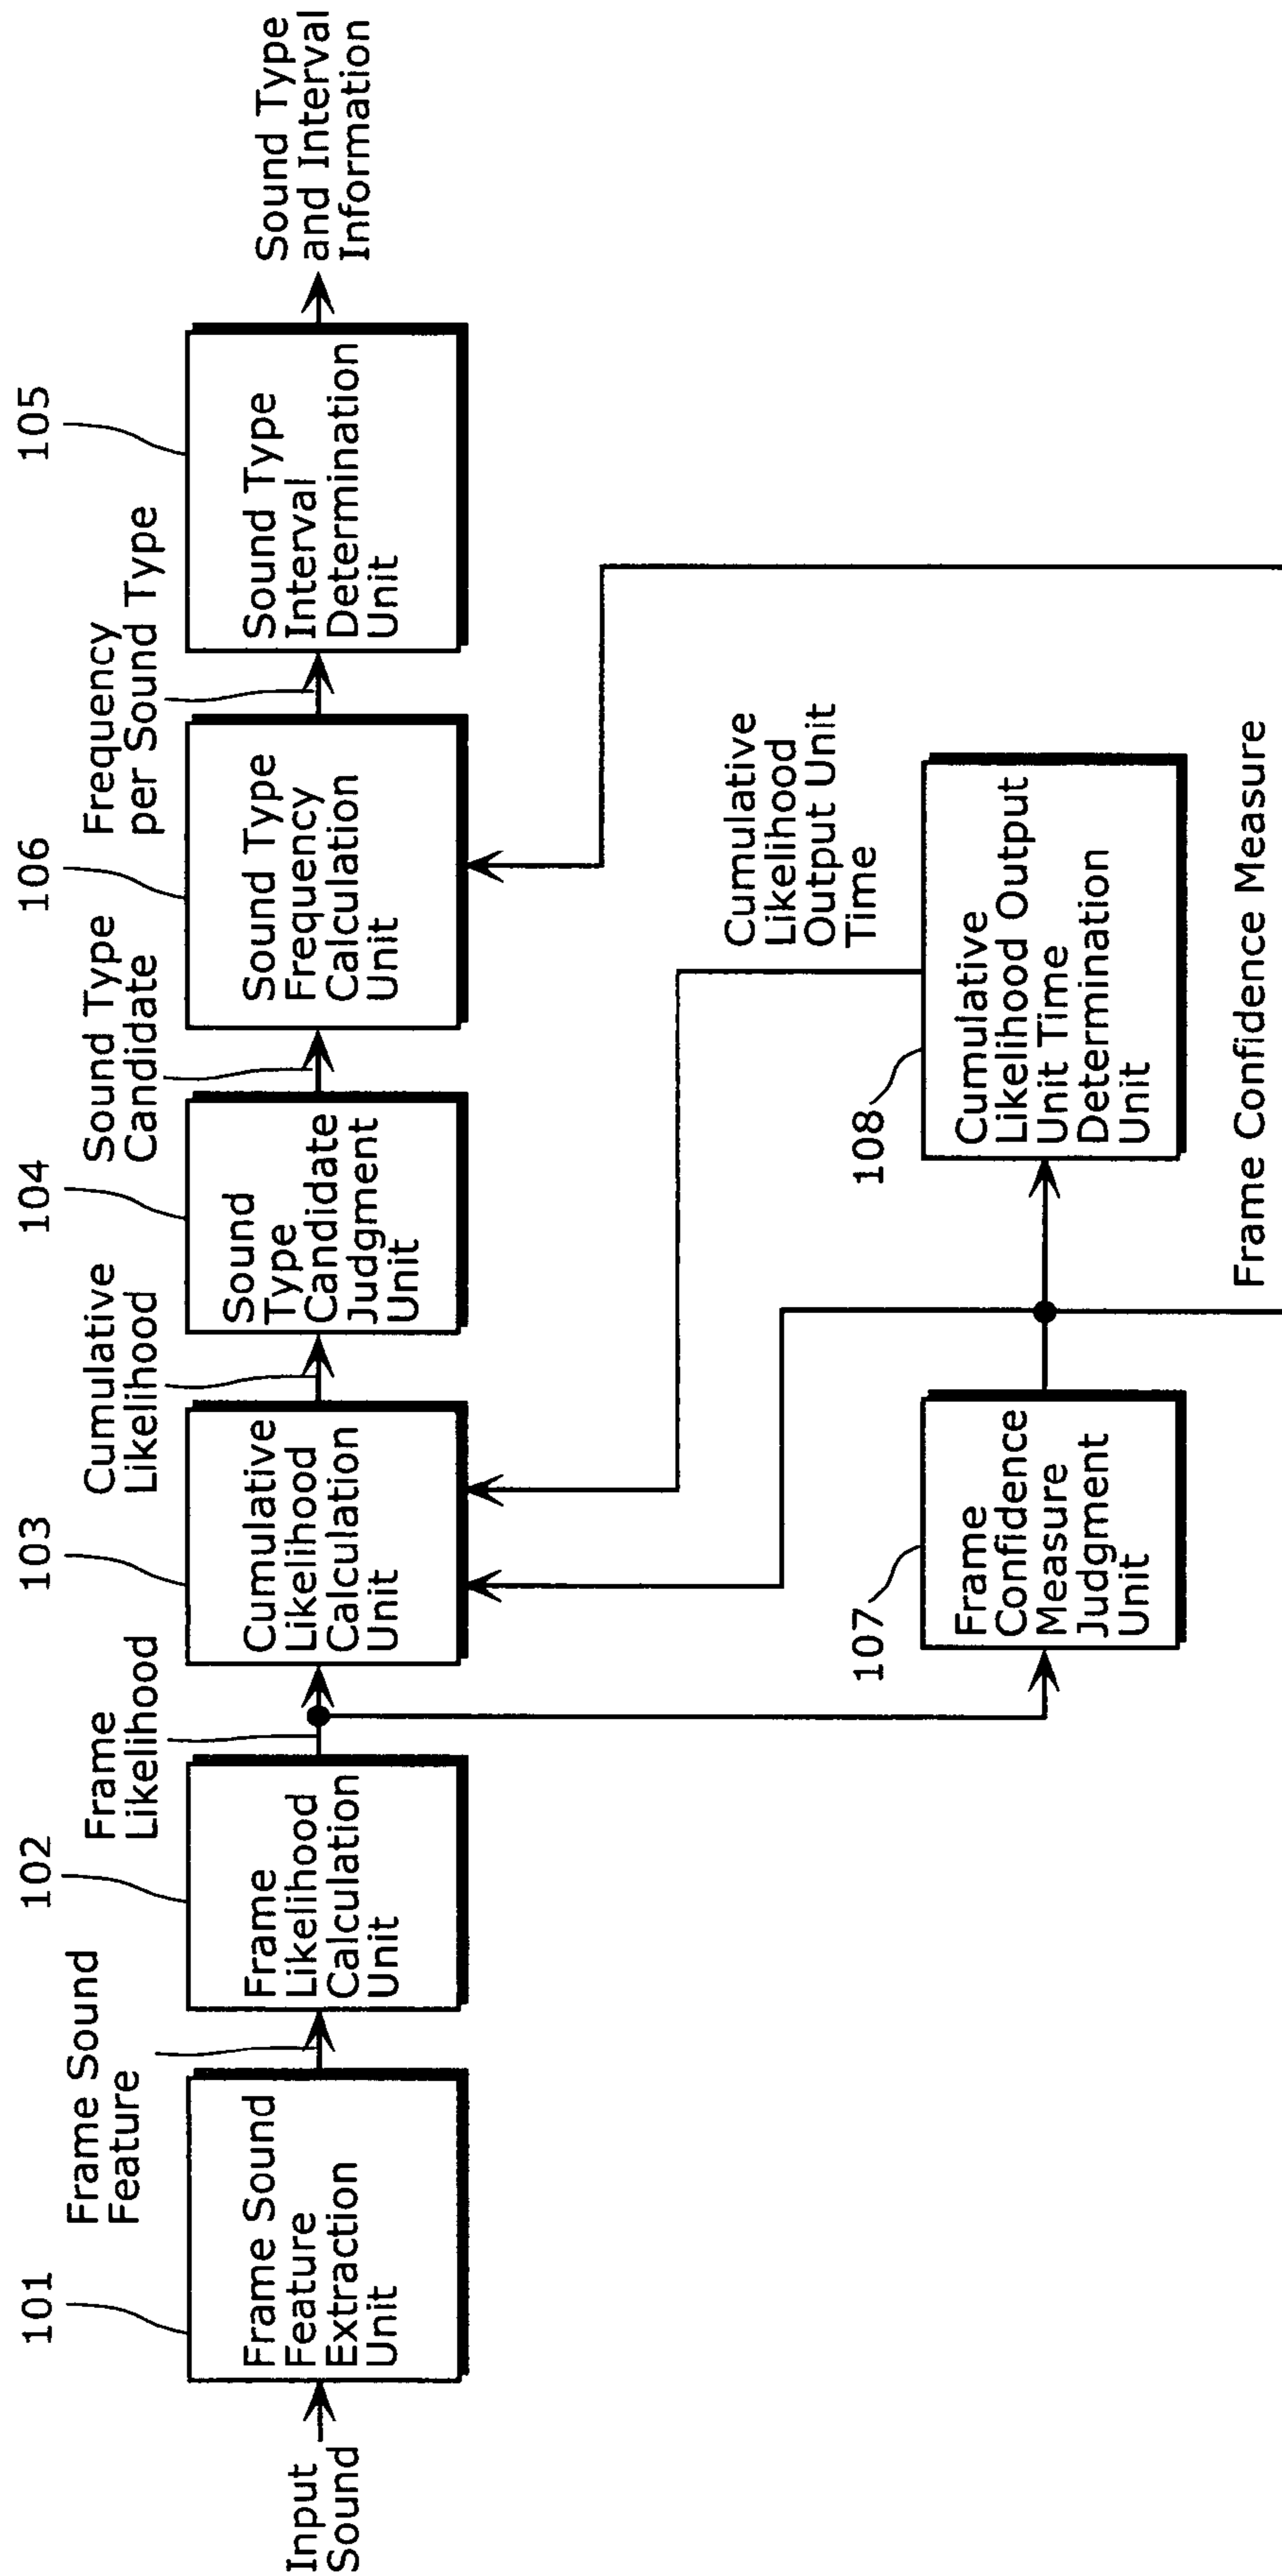 Input
Sound
101
Frame Sound
Feature
Extraction
Unit
Frame Sound
Feature
102
Frame
Likelihood
Calculation
Unit
Frame
Likelihood
103
Cumulative
Likelihood
Calculation
Unit
Cumulative
Likelihood
104
Sound
Type
Candidate
Judgment
Unit
Sound Type
Candidate
106
Sound Type
Frequency
Calculation
Unit
Frequency
per Sound Type
105
Sound Type
Interval
Determination
Unit
Sound Type
and Interval
Information
107
Frame
Confidence
Measure
Judgment
Unit
108
Cumulative
Likelihood Output
Unit Time
Determination
Unit
Cumulative
Likelihood
Output Unit
Time
Frame Confidence Measure